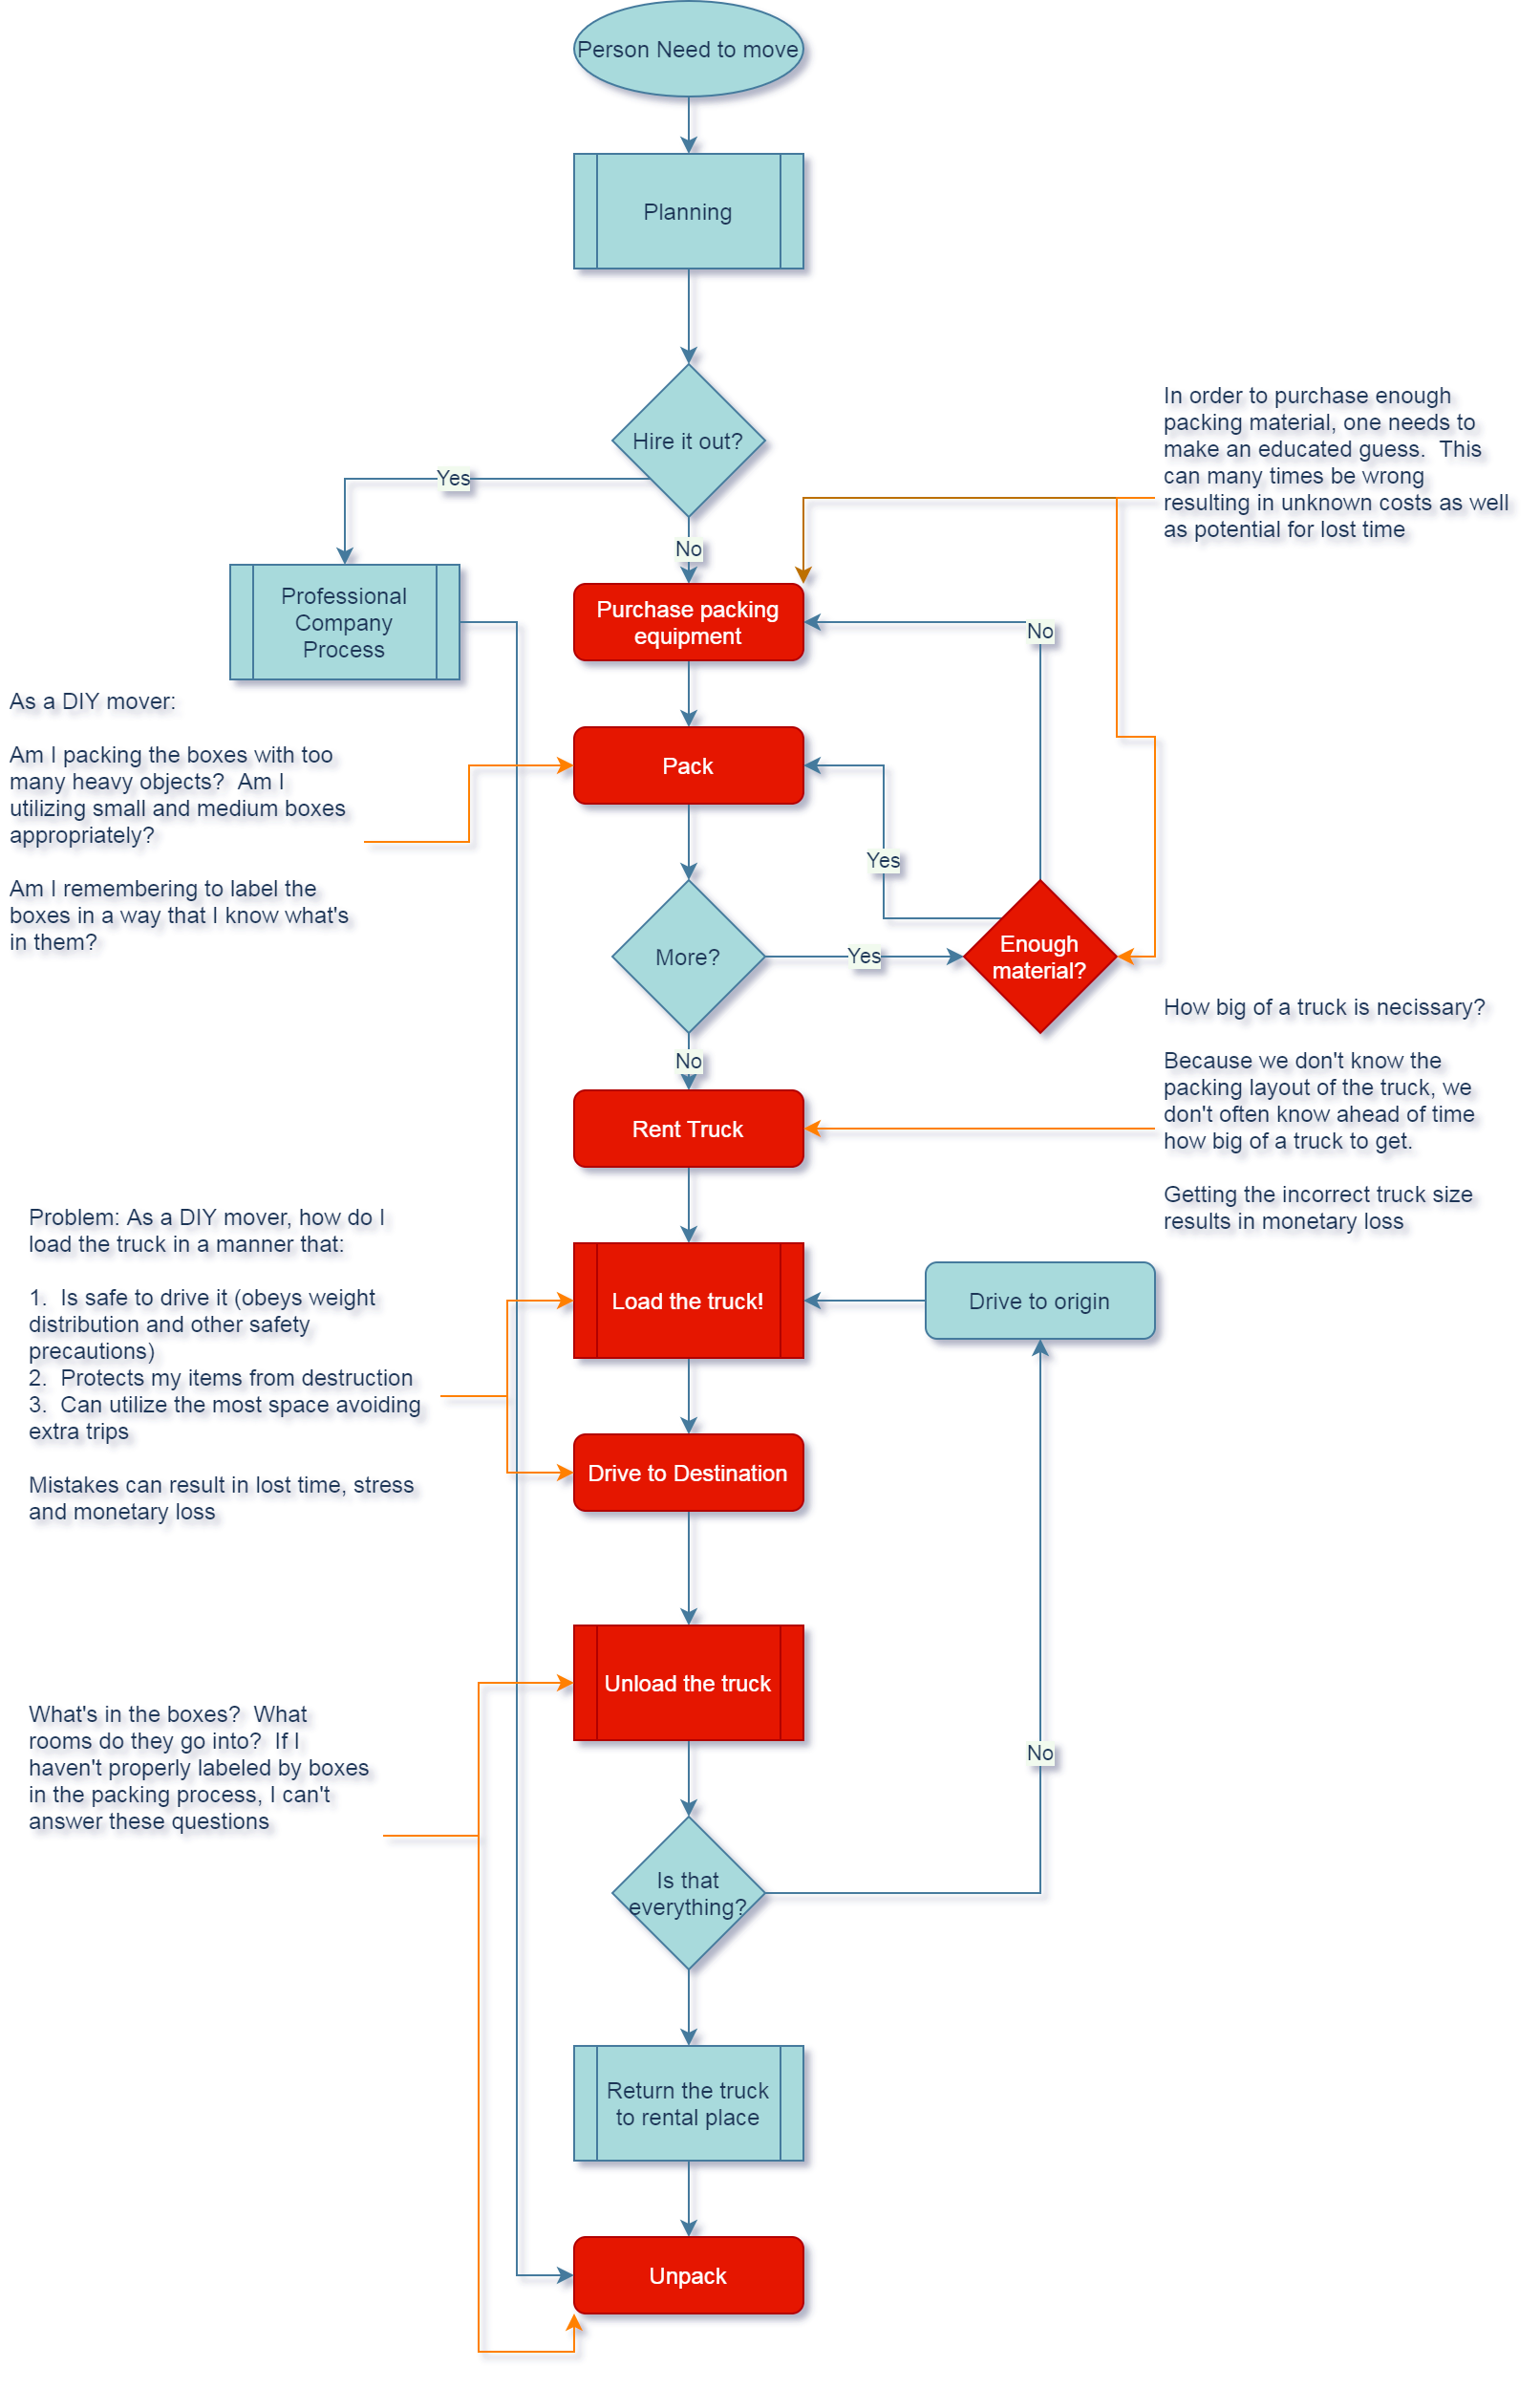 Person Need to move
Planning
Hire it out?
In order to purchase enough
packing material, one needs to
make an educated guess.  This
can many times be wrong
resulting in unknown costs as well
as potential for lost time
Yes
No
Professional
Company
Process
Purchase packing
equipment
No
As a DIY mover:
Am I packing the boxes with too
many heavy objects?  Am I
utilizing small and medium boxes
appropriately?
Am I remembering to label the
boxes in a way that I know what's
in them?
Pack
Yes
More?
Yes
Enough
material?
No
How big of a truck is necissary?
Because we don't know the
packing layout of the truck, we
don't often know ahead of time
how big of a truck to get.
Getting the incorrect truck size
results in monetary loss
Rent Truck
Problem: As a DIY mover, how do I
load the truck in a manner that:
1.  Is safe to drive it (obeys weight
distribution and other safety
precautions)
2.  Protects my items from destruction
3.  Can utilize the most space avoiding
extra trips
Mistakes can result in lost time, stress
and monetary loss
Load the truck!
Drive to origin
Drive to Destination
Unload the truck
What's in the boxes?  What
rooms do they go into?  If I
haven't properly labeled by boxes
in the packing process, I can't
answer these questions
No
Is that
everything?
Return the truck
to rental place
Unpack